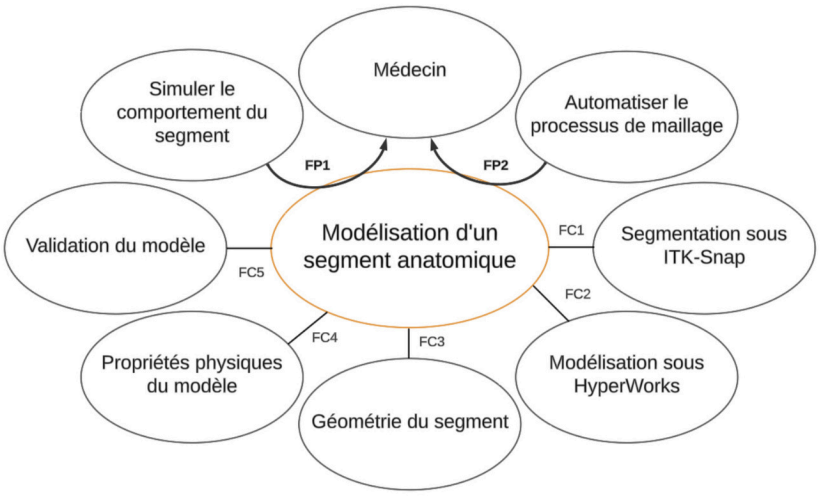 Médecin
Simuler le
comportement du
segment
Automatiser le
processus de maillage
FP1
FP2
Modélisation d'un
segment anatomique
Validation du modèle
FC5
FC1
Segmentation sous
ITK-Snap
FC2
FC4
FC3
Propriétés physiques
du modèle
Modélisation sous
HyperWorks
Géométrie du segment